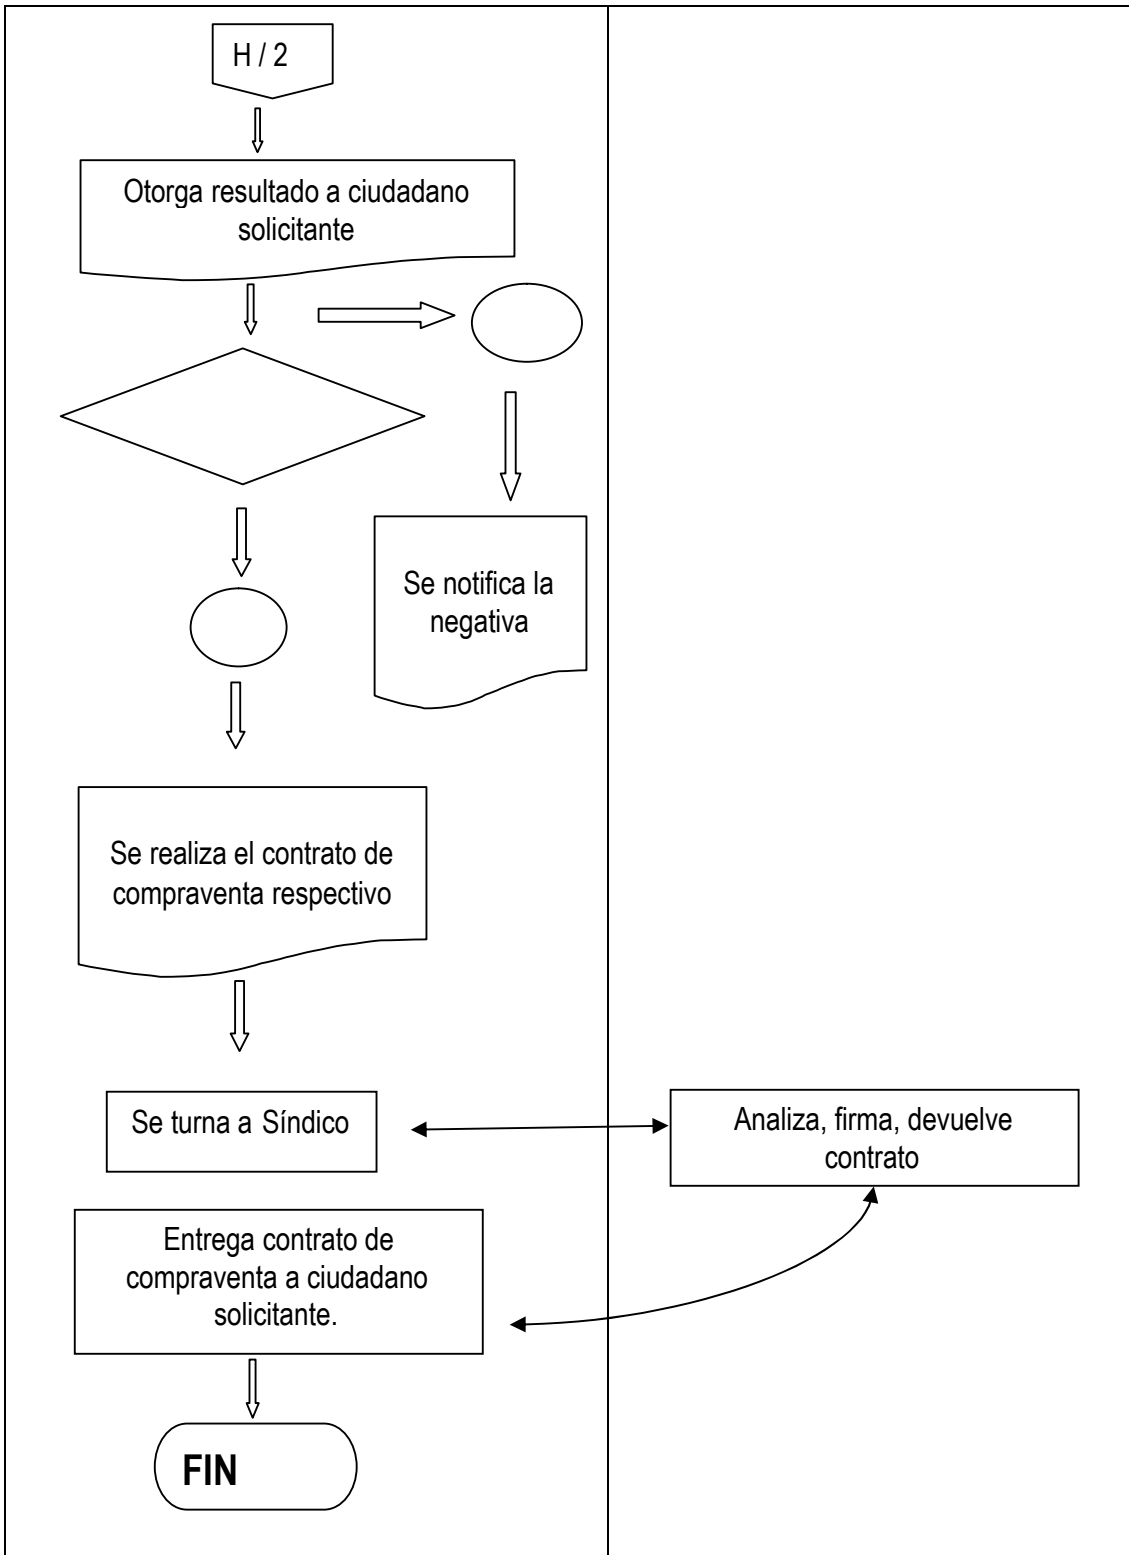 H / 2
Otorga resultado a ciudadano
solicitante
Se notifica la
negativa
Se realiza el contrato de
compraventa respectivo
Se turna a Síndico
Analiza, firma, devuelve
contrato
Entrega contrato de
compraventa a ciudadano
solicitante.
FIN